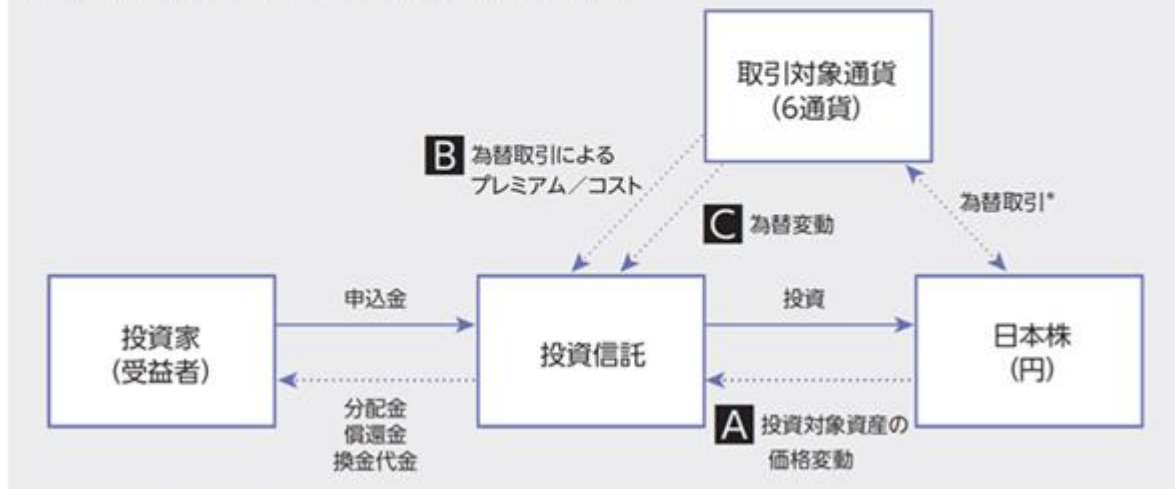 取引対象通貨
(6通貨)
B 為替取引による
プレミアム/コスト
C 為替変動
為替取引*
投資家
(受益者)
申込金
分配金
償還金
換金代金
投資信託
投資
A 投資対象資産の
価格変動
日本株
(円)